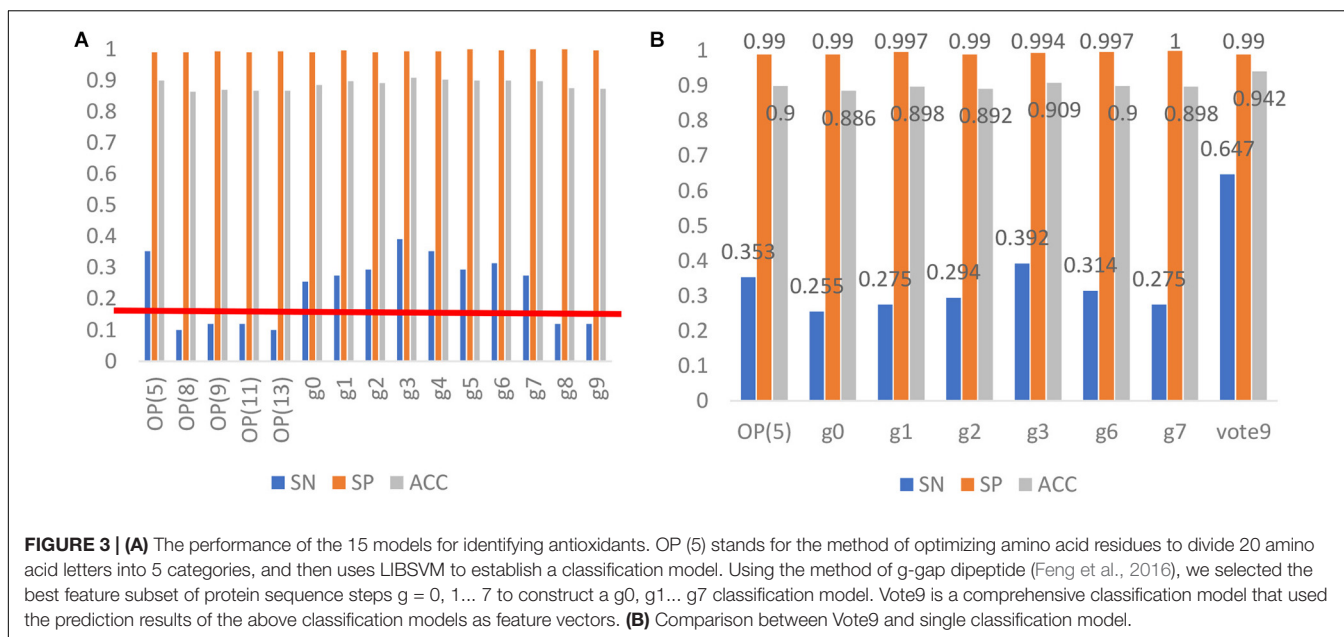 A
1
0.9
0.8
0.7
0.6
0.5
0.4
0.3
0.2
0.1
0
OP(5) OP(8) OP(9) OP(11) OP(13) g0 g1 g2 g3 g4 g5 g6 g7 g8 g9
SN SP ACC
B
0.99 0.99 0.997 0.99 0.994 0.997 1 0.99
1
0.9
0.8
0.7
0.6
0.5
0.4
0.3
0.2
0.1
0
0.9 0.886 0.898 0.892 0.909 0.9 0.898 0.942
0.353 0.255 0.275 0.294 0.392 0.314 0.275 0.647
OP(5) g0 g1 g2 g3 g6 g7 vote9
SN SP ACC
FIGURE 3 | (A) The performance of the 15 models for identifying antioxidants. OP (5) stands for the method of optimizing amino acid residues to divide 20 amino
acid letters into 5 categories, and then uses LIBSVM to establish a classification model. Using the method of g-gap dipeptide (Feng et al., 2016), we selected the
best feature subset of protein sequence steps g = 0, 1... 7 to construct a g0, g1... g7 classification model. Vote9 is a comprehensive classification model that used
the prediction results of the above classification models as feature vectors. (B) Comparison between Vote9 and single classification model.